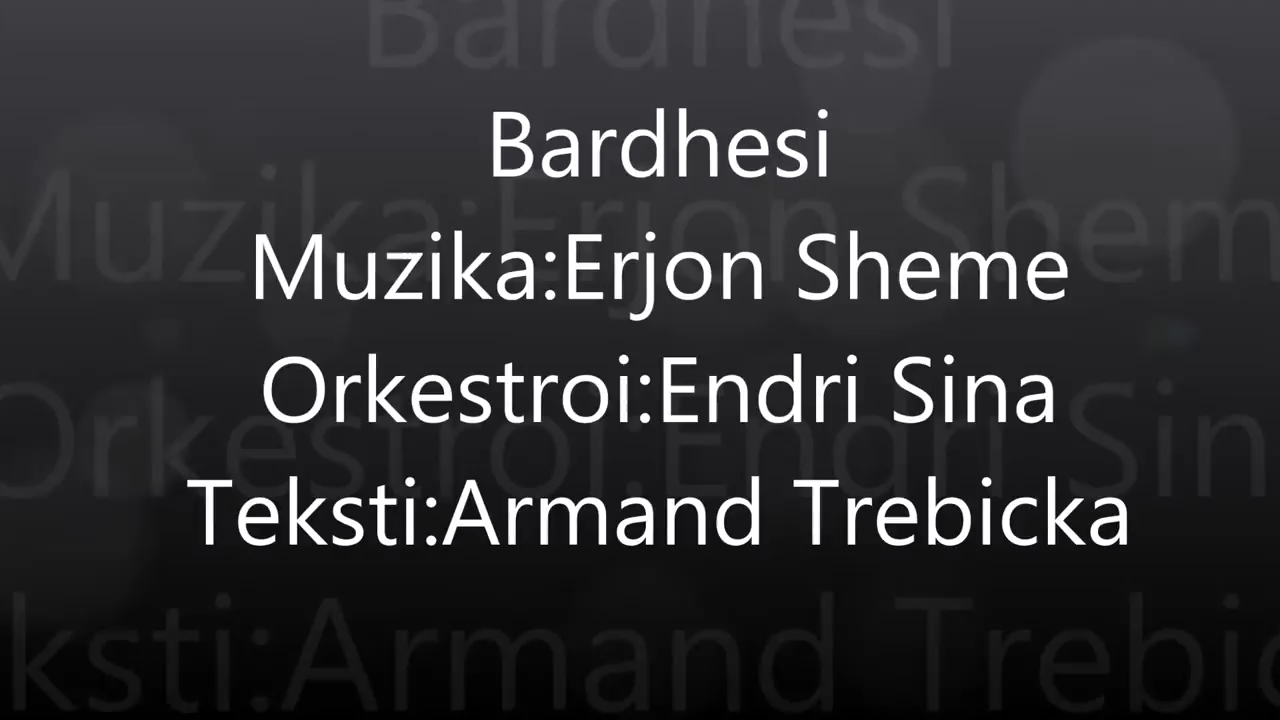 Bardhesi
Muzika:Erjon Sheme
Orkestroi:Endri Sina
Teksti:Armand Trebicka